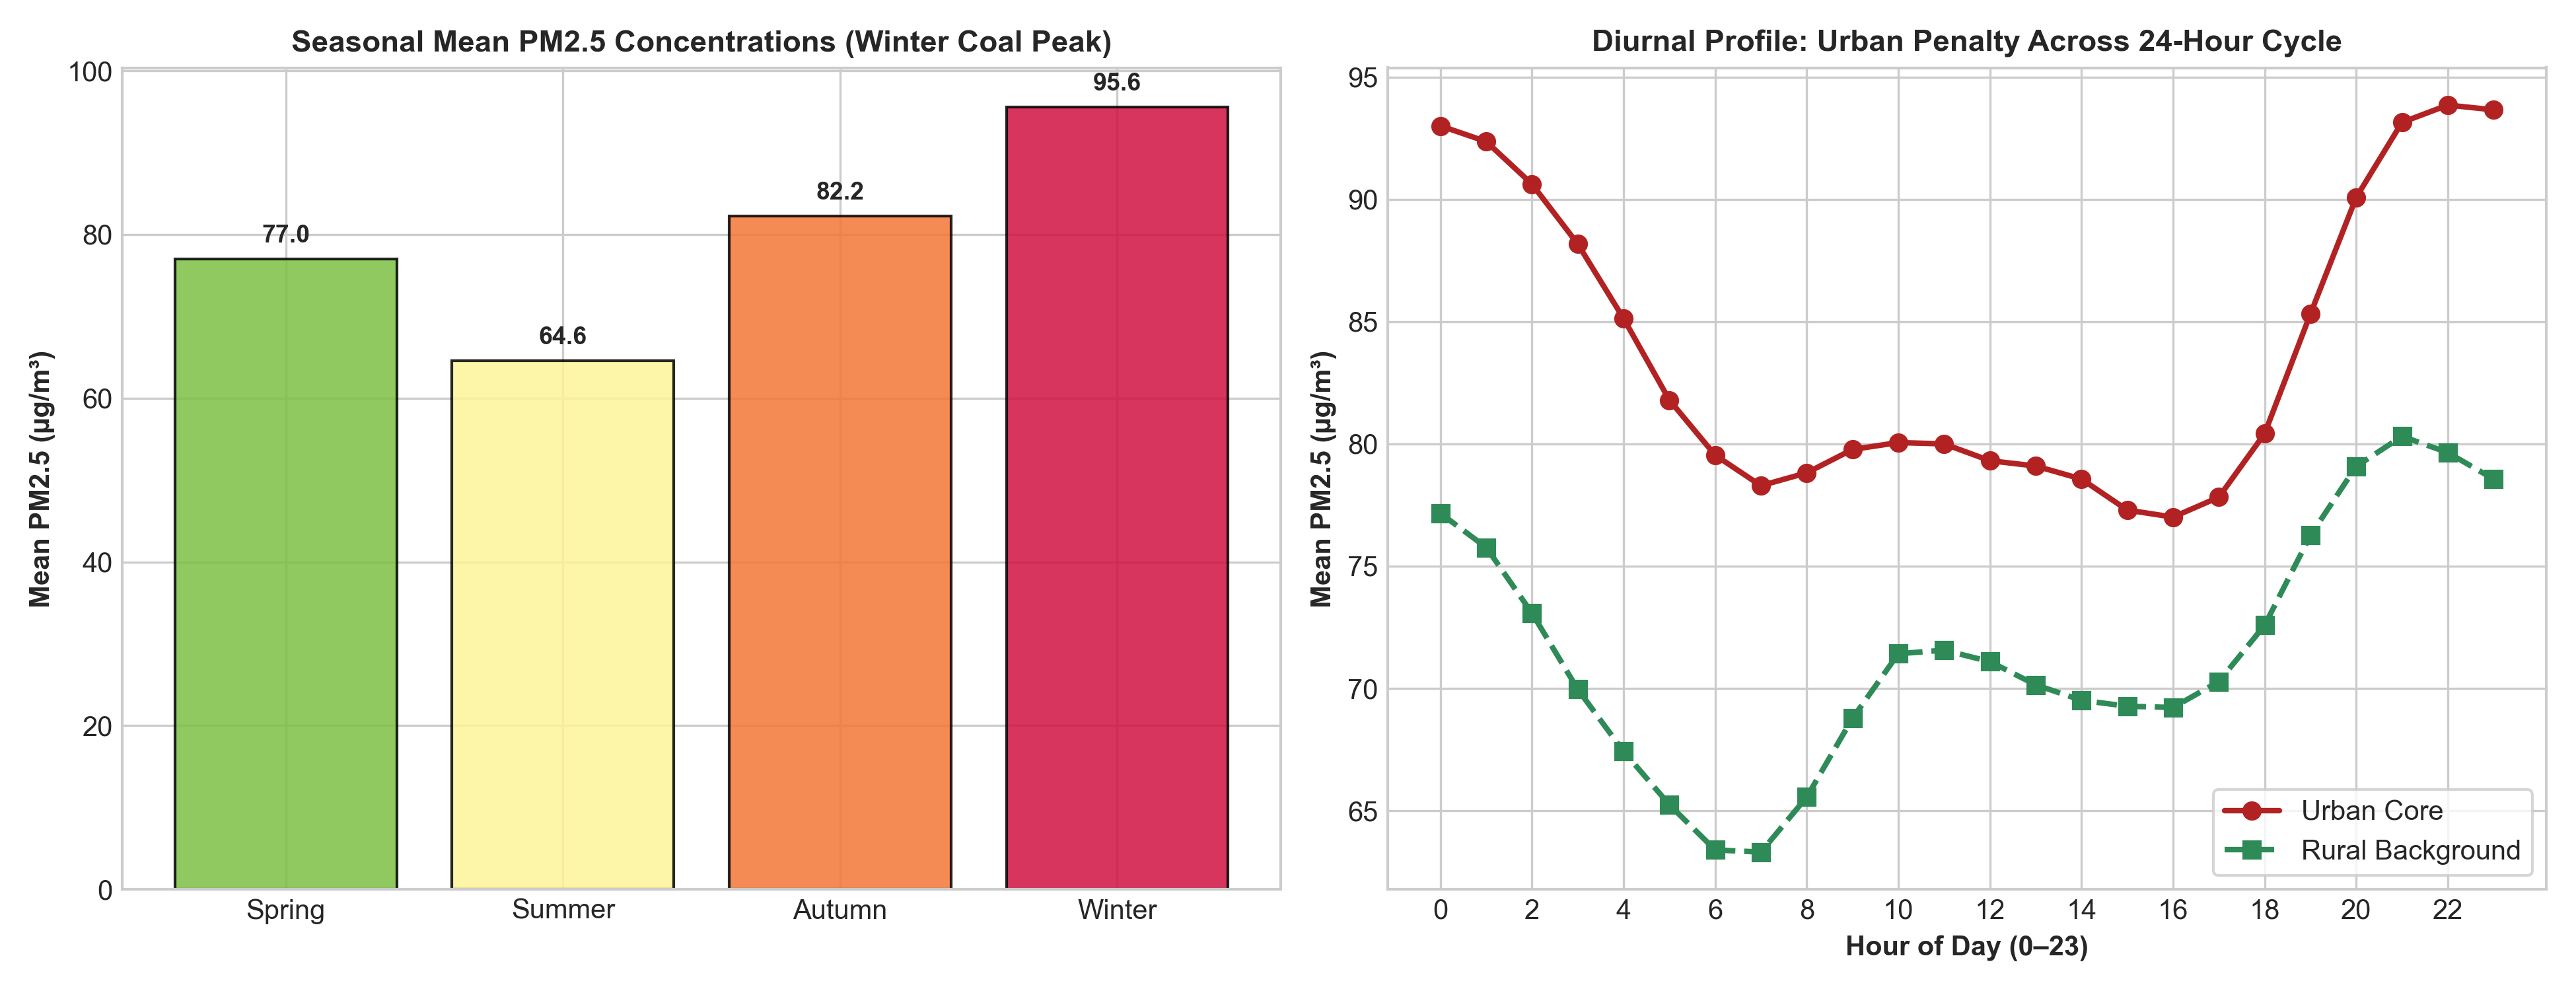 Seasonal Mean PM2.5 Concentrations (Winter Coal Peak)
Mean PM2.5 (µg/m³)
100
80
60
40
20
0
77.0
64.6
82.2
95.6
Spring
Summer
Autumn
Winter
Diurnal Profile: Urban Penalty Across 24-Hour Cycle
Mean PM2.5 (µg/m³)
95
90
85
80
75
70
65
0
2
4
6
8
10
12
14
16
18
20
22
Hour of Day (0–23)
Urban Core
Rural Background